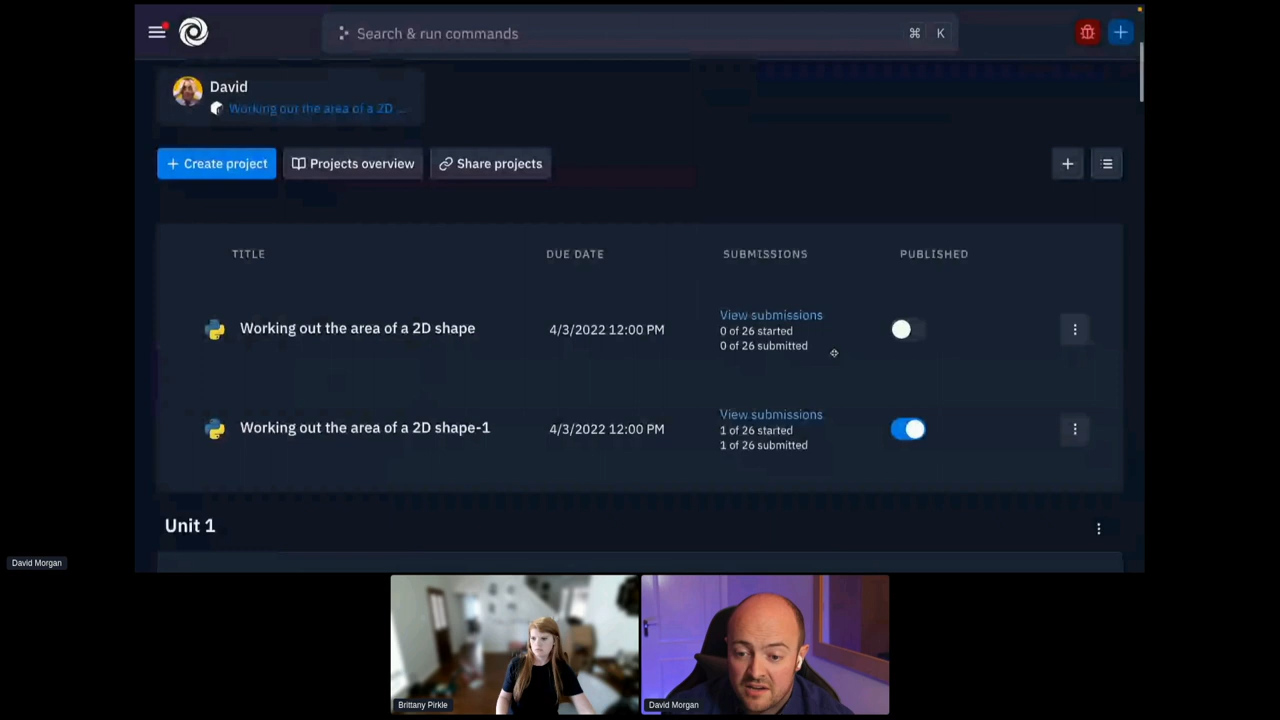 Search & run commands
⌘ K
David
Working out the area of a 2D ...
+ Create project
Projects overview
Share projects
TITLE
DUE DATE
SUBMISSIONS
PUBLISHED
Working out the area of a 2D shape
4/3/2022 12:00 PM
View submissions
0 of 26 started
0 of 26 submitted
Working out the area of a 2D shape-1
4/3/2022 12:00 PM
View submissions
1 of 26 started
1 of 26 submitted
Unit 1
David Morgan
Brittany Pirkle
David Morgan